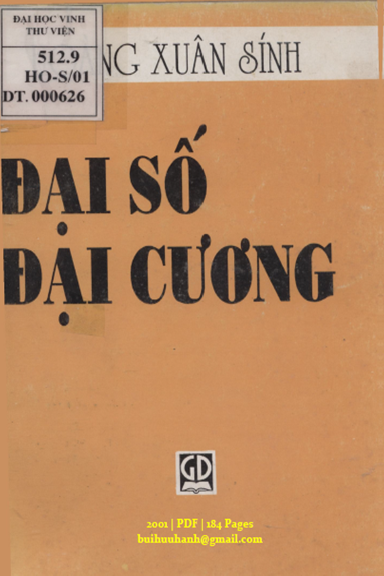 ĐẠI HỌC VINH
THƯ VIỆN
512.9
HO-S/01
DT. 000626
NG XUÂN SÍNH
ĐẠI SỐ
ĐẠI CƯƠNG
GD
2001 | PDF | 184 Pages
buihuuhanh@gmail.com